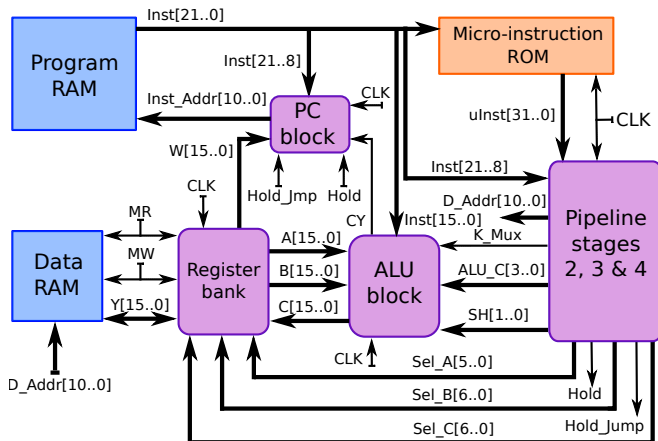 Inst[21..0]
Program
RAM
Micro-instruction
ROM
Inst[21..8]
CLK
Inst_Addr[10..0]
PC
block
uInst[31..0]
CLK
W[15..0]
Inst[21..8]
CLK
Hold_Jmp
Hold
D_Addr[10..0]
MR
CY
Inst[15..0]
Pipeline
stages
2, 3 & 4
K_Mux
A[15..0]
MW
Data
RAM
Register
bank
B[15..0]
ALU
block
ALU_C[3..0]
Y[15..0]
C[15..0]
SH[1..0]
CLK
Sel_A[5..0]
D_Addr[10..0]
Sel_B[6..0]
Hold
Sel_C[6..0]
Hold_Jump